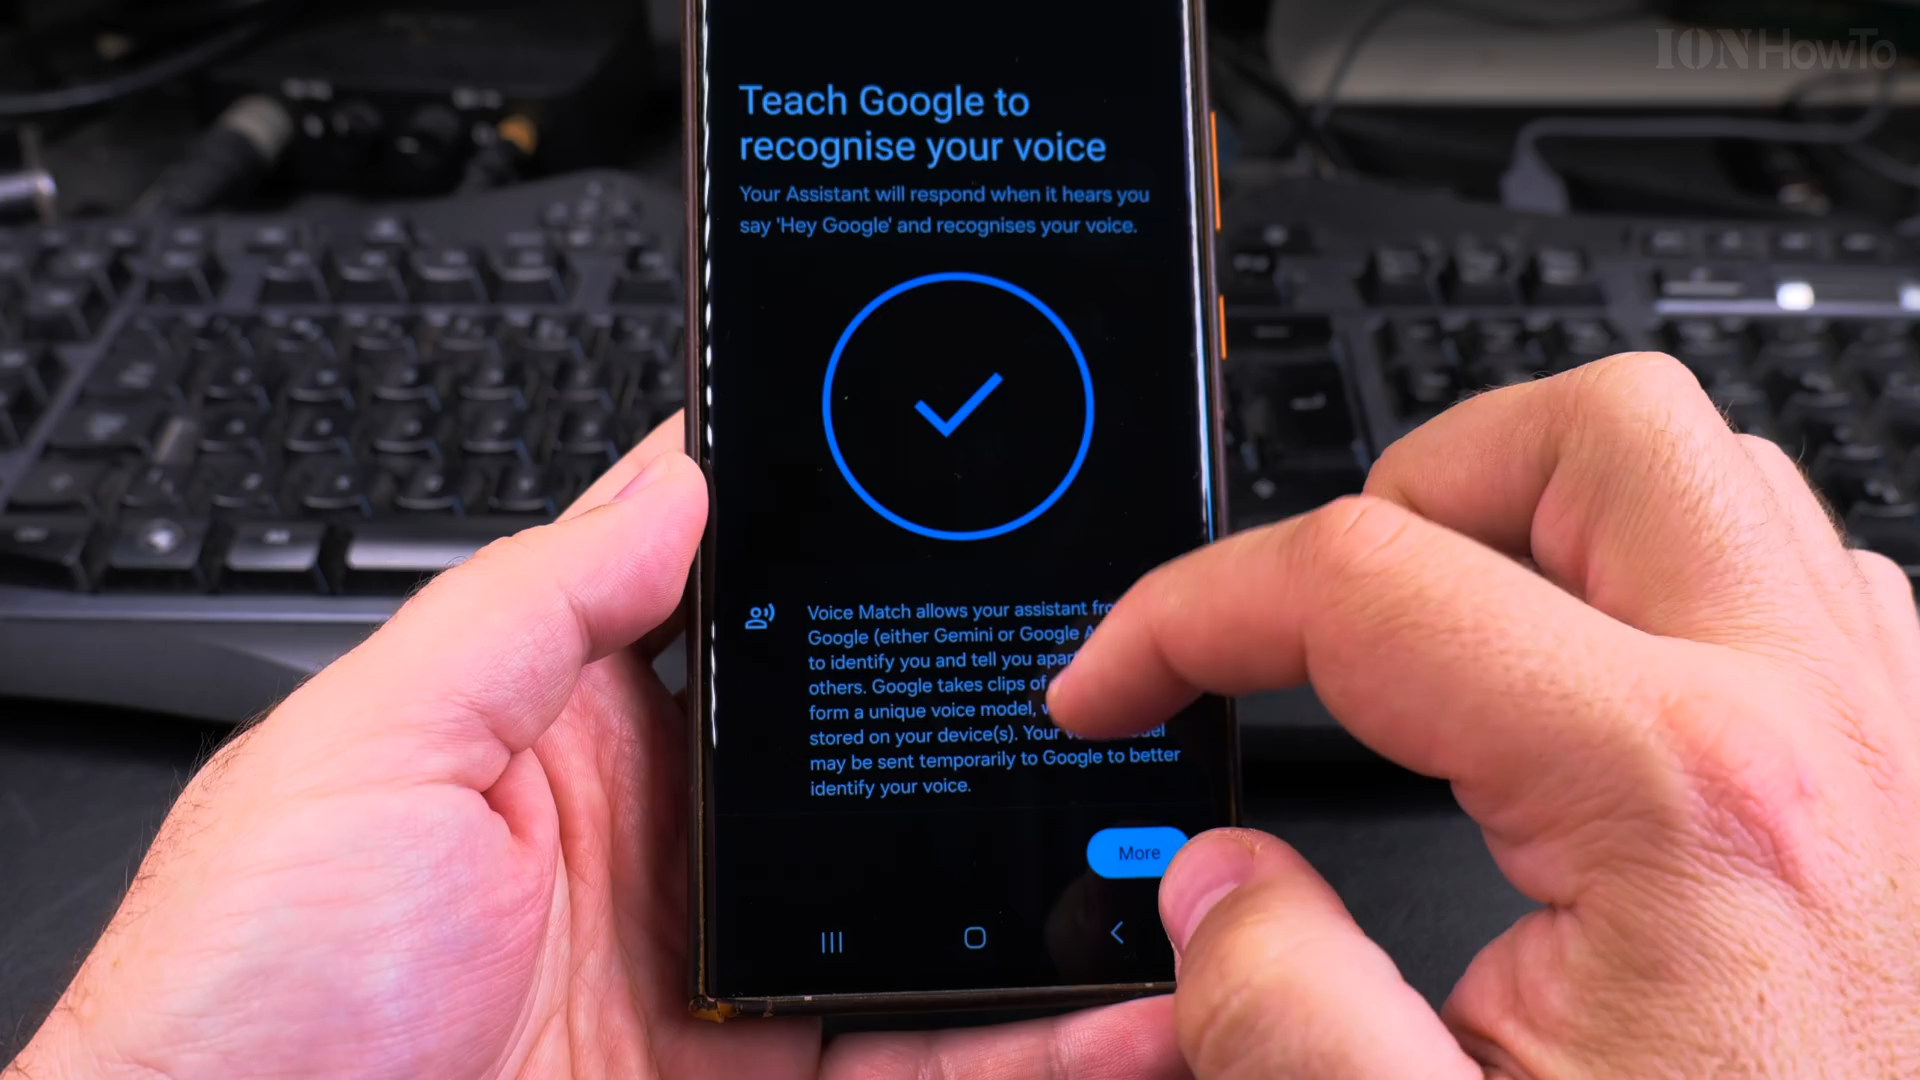 IONHowTo
Teach Google to
recognise your voice
Your Assistant will respond when it hears you
say 'Hey Google' and recognises your voice.
Voice Match allows your assistant
Google (either Gemini or Google
to identify you and tell you
others. Google takes clips of
form a unique voice model,
stored on your device(s). Your
may be sent temporarily to Google to better
identify your voice.
More